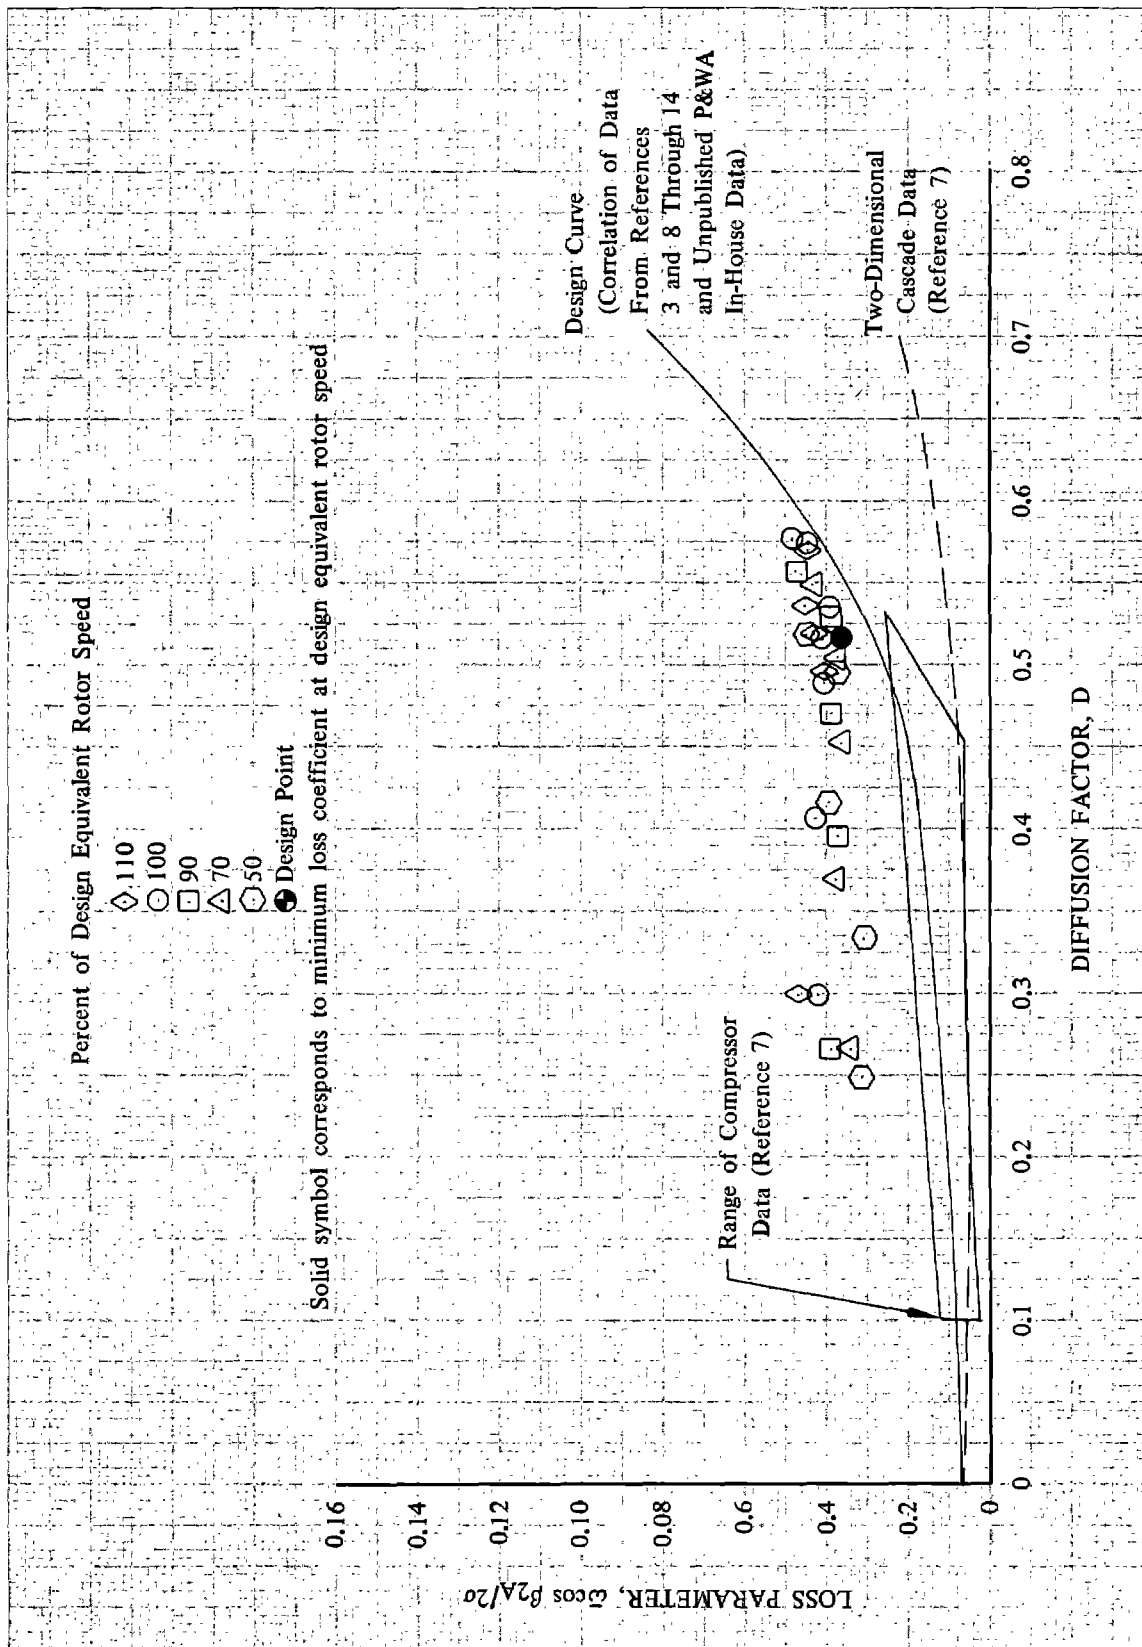 Percent of Design Equivalent Rotor Speed
110
100
90
70
50
Design Point
Solid symbol corresponds to minimum loss coefficient at design equivalent rotor speed
Design Curve
(Correlation of Data
From References
3 and 8 Through 14
and Unpublished P&WA
In-House Data)
Range of Compressor
Data (Reference 7)
Two-Dimensional
Cascade Data
(Reference 7)
LOSS PARAMETER, ω̄cos β2A/2σ
0.16
0.12
0.10
0.8
0.6
0.4
0.2
0
0
0.1
0.2
0.3
0.4
0.5
0.6
0.7
0.8
DIFFUSION FACTOR, D